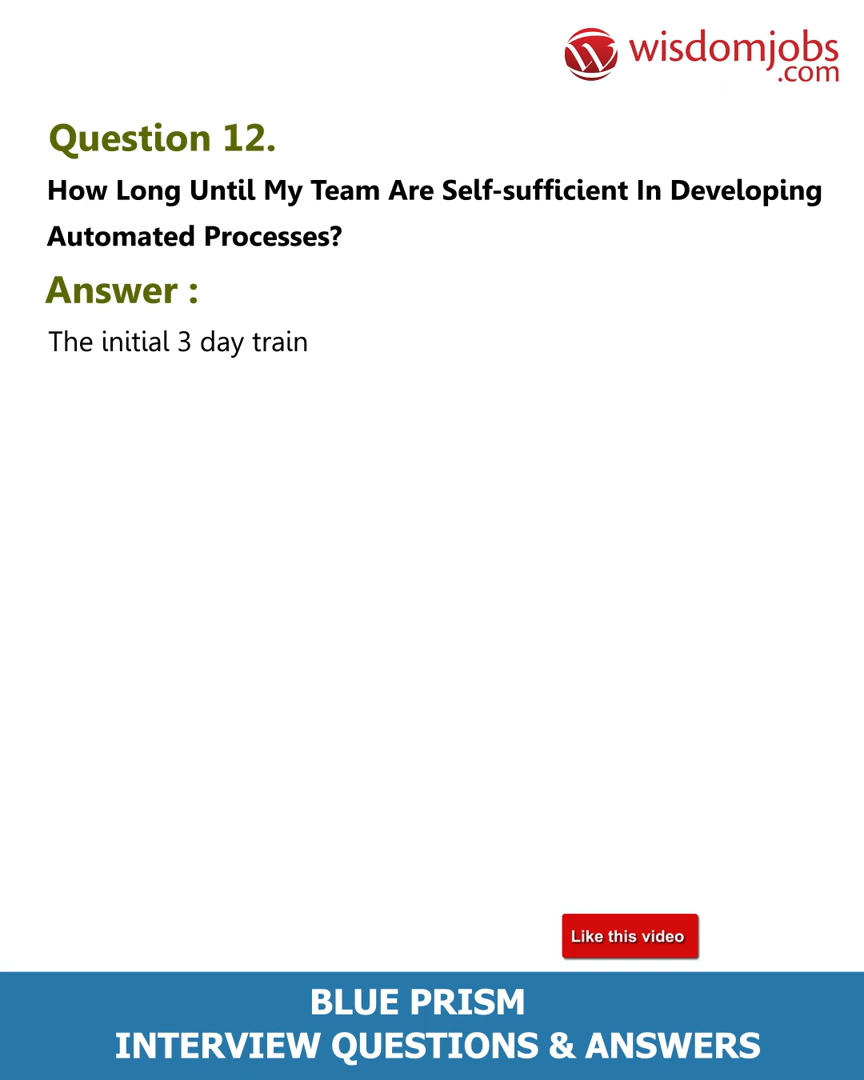 wisdomjobs
.com
Question 12.
How Long Until My Team Are Self-sufficient In Developing
Automated Processes?
Answer :
The initial 3 day train
Like this video
BLUE PRISM
INTERVIEW QUESTIONS & ANSWERS